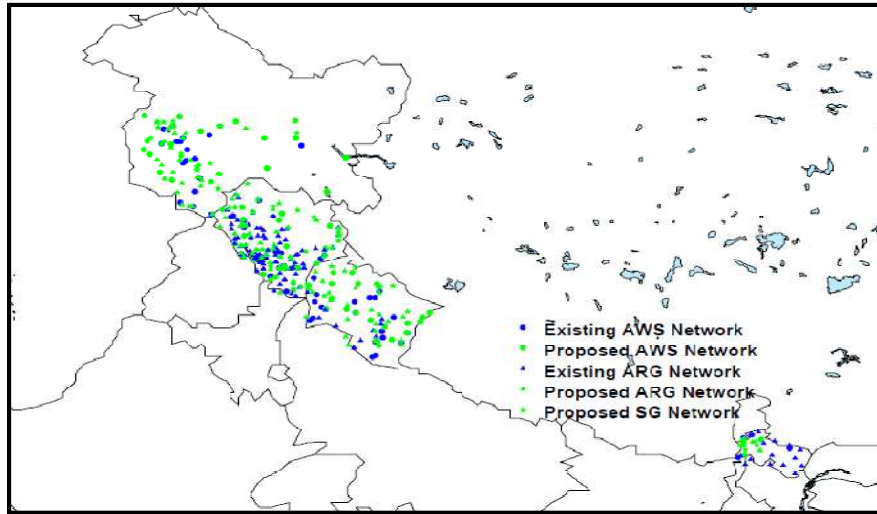 Existing AWS Network
Proposed AWS Network
Existing ARG Network
Proposed ARG Network
Proposed SG Network